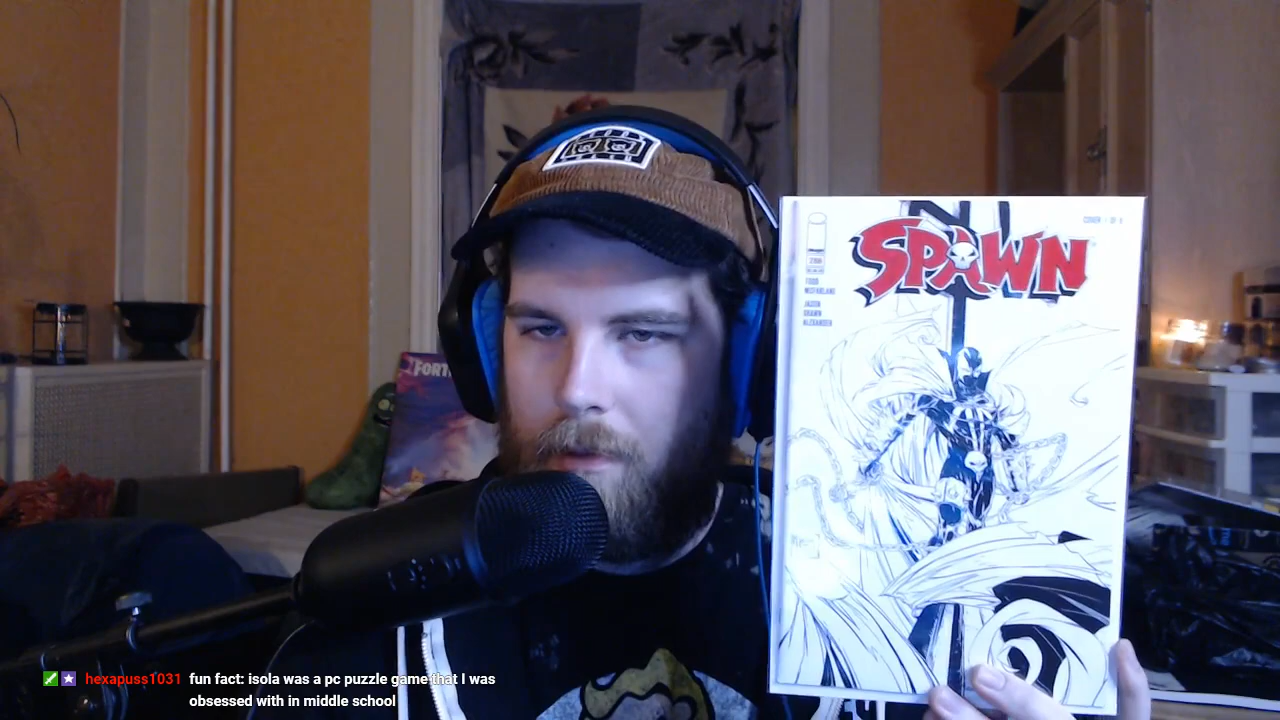 SPAWN
TODD
MCFARLANE
JASON
SHAWN
ALEXANDER
FORT
hexapuss1031 fun fact: isola was a pc puzzle game that I was
obsessed with in middle school